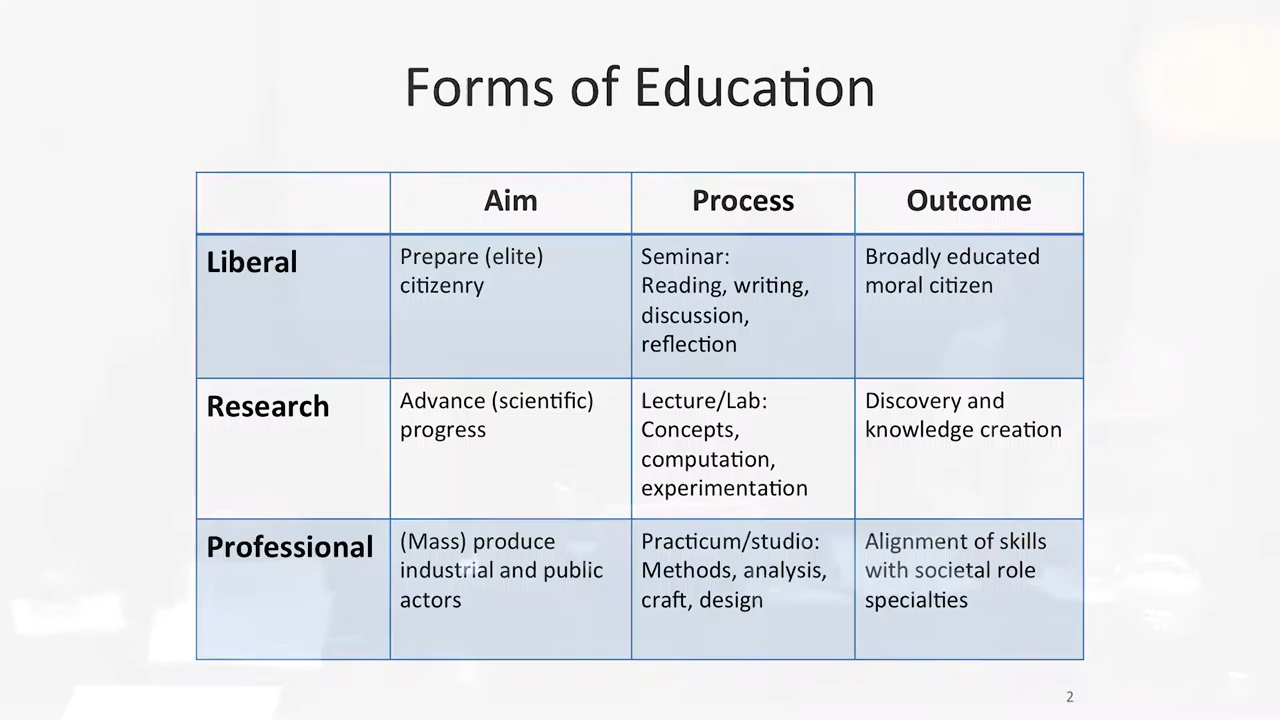 Forms of Education
Aim
Process
Outcome
Liberal
Prepare (elite)
citizenry
Seminar:
Reading, writing,
discussion,
reflection
Broadly educated
moral citizen
Research
Advance (scientific)
progress
Lecture/Lab:
Concepts,
computation,
experimentation
Discovery and
knowledge creation
Professional
(Mass) produce
industrial and public
actors
Practicum/studio:
Methods, analysis,
craft, design
Alignment of skills
with societal role
specialties
2